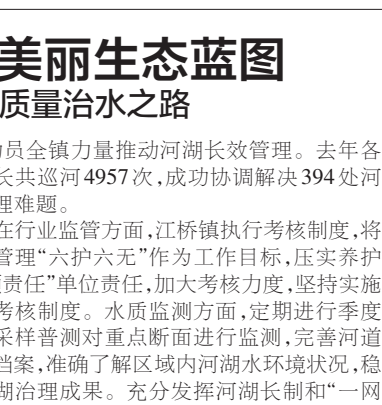 美丽生态蓝图
质量治水之路
动员全镇力量推动河湖长效管理。去年各
长共巡河4957次，成功协调解决394处河
理难题。
在行业监管方面，江桥镇执行考核制度，将
管理“六护六无”作为工作目标，压实养护
责任”单位责任，加大考核力度，坚持实施
考核制度。水质监测方面，定期进行季度
采样普测对重点断面进行监测，完善河道
档案，准确了解区域内河湖水环境状况，稳
湖治理成果。充分发挥河湖长制和“一网